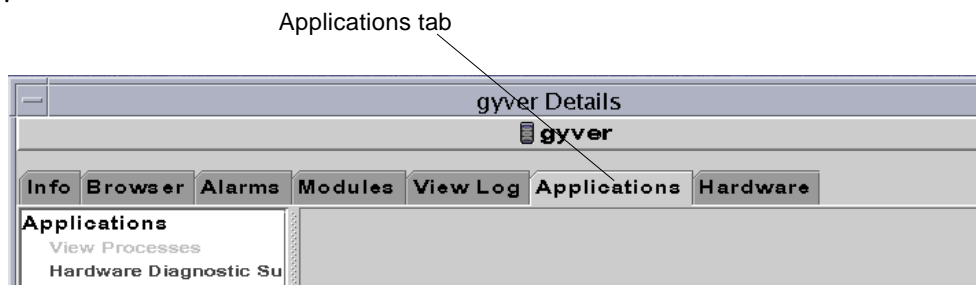 Applications tab
gyver Details
gyver
Info Browser Alarms Modules View Log Applications Hardware
Applications
View Processes
Hardware Diagnostic Su